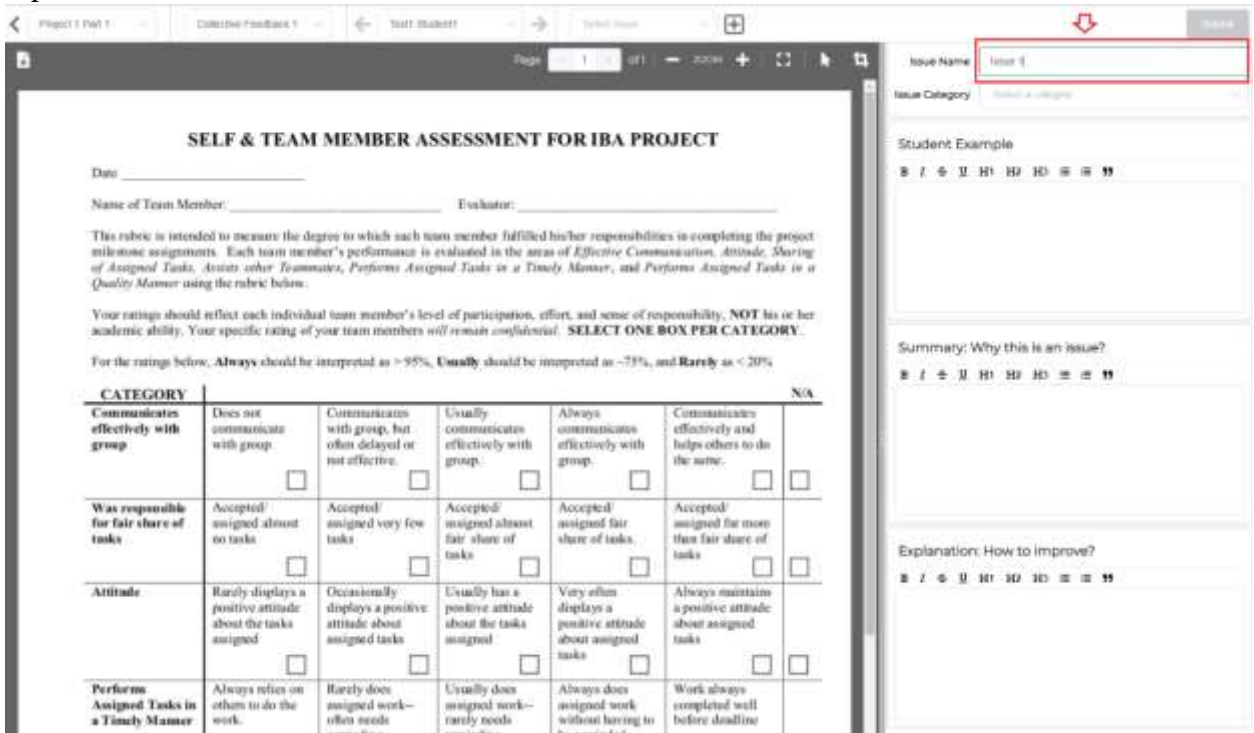 Project 1 Part 1
Collective Feedback 1
Staff Student1
Select Issue
Page 1 of 1
ZOOM
Issue Name Issue 1
Issue Category Select a category
SELF & TEAM MEMBER ASSESSMENT FOR IBA PROJECT
Date
Name of Team Member: Evaluator:
This rubric is intended to measure the degree to which each team member fulfilled his/her responsibilities in completing the project
milestone assignments. Each team member's performance is evaluated in the areas of Effective Communication, Attitude, Sharing
of Assigned Tasks, Assists other Teammates, Performs Assigned Tasks in a Timely Manner, and Performs Assigned Tasks in a
Quality Manner using the rubric below.
Your ratings should reflect each individual team member's level of participation, effort, and sense of responsibility, NOT his or her
academic ability. Your specific rating of your team members will remain confidential. SELECT ONE BOX PER CATEGORY.
For the ratings below, Always should be interpreted as > 95%, Usually should be interpreted as ~75%, and Rarely as < 20%
CATEGORY N/A
Communicates effectively with group
Does not communicate with group.
Communicates with group, but often delayed or not effective.
Usually communicates effectively with group.
Always communicates effectively with group.
Communicates effectively and helps others to do the same.
Was responsible for fair share of tasks
Accepted/ assigned almost no tasks
Accepted/ assigned very few tasks
Accepted/ assigned almost fair share of tasks
Accepted/ assigned fair share of tasks.
Accepted/ assigned far more than fair share of tasks
Attitude
Rarely displays a positive attitude about the tasks assigned
Occasionally displays a positive attitude about assigned tasks
Usually has a positive attitude about the tasks assigned
Very often displays a positive attitude about assigned tasks
Always maintains a positive attitude about assigned tasks
Performs Assigned Tasks in a Timely Manner
Always relies on others to do the work.
Rarely does assigned work– often needs
Usually does assigned work– rarely needs
Always does assigned work without having to
Work always completed well before deadline
Student Example
B I S U H1 H2 H3
Summary: Why this is an issue?
B I S U H1 H2 H3
Explanation: How to improve?
B I S U H1 H2 H3